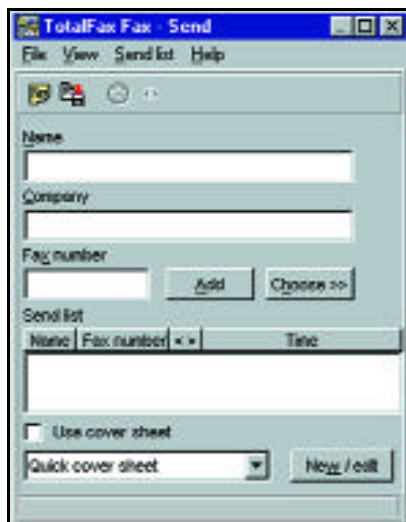 TotalFax Fax - Send
File View Send list Help
Name
Company
Fax number
Add Choose >>
Send list
Name Fax number < > Time
Use cover sheet
Quick cover sheet New / edit